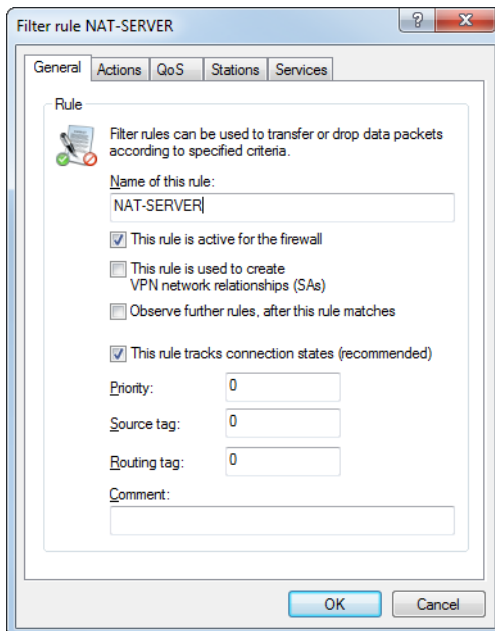 Filter rule NAT-SERVER
General Actions QoS Stations Services
Rule
Filter rules can be used to transfer or drop data packets
according to specified criteria.
Name of this rule:
NAT-SERVER
This rule is active for the firewall
This rule is used to create
VPN network relationships (SAs)
Observe further rules, after this rule matches
This rule tracks connection states (recommended)
Priority: 0
Source tag: 0
Routing tag: 0
Comment:
OK Cancel